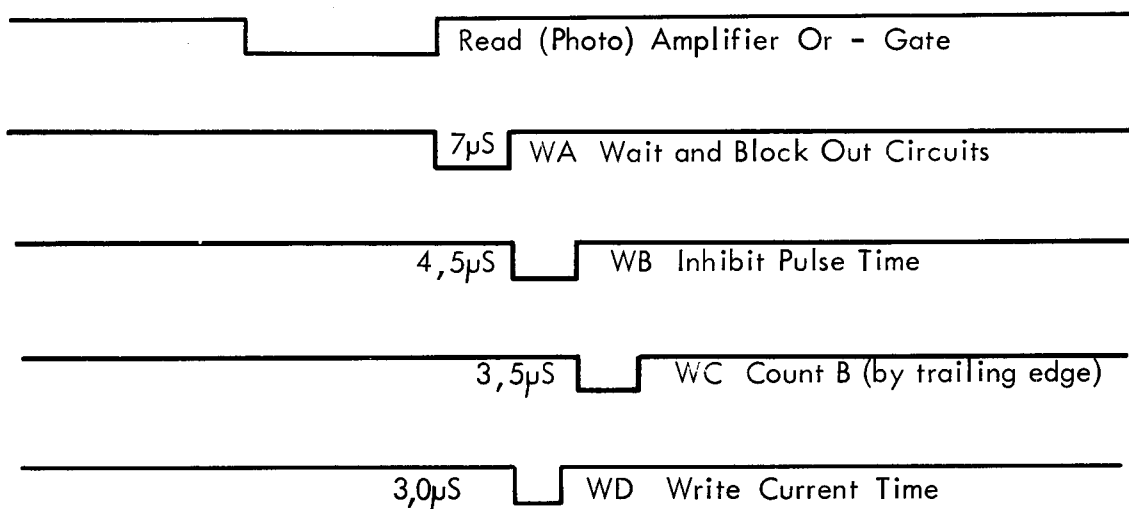 Read (Photo) Amplifier Or - Gate
7µS WA Wait and Block Out Circuits
4,5µS WB Inhibit Pulse Time
3,5µS WC Count B (by trailing edge)
3,0µS WD Write Current Time